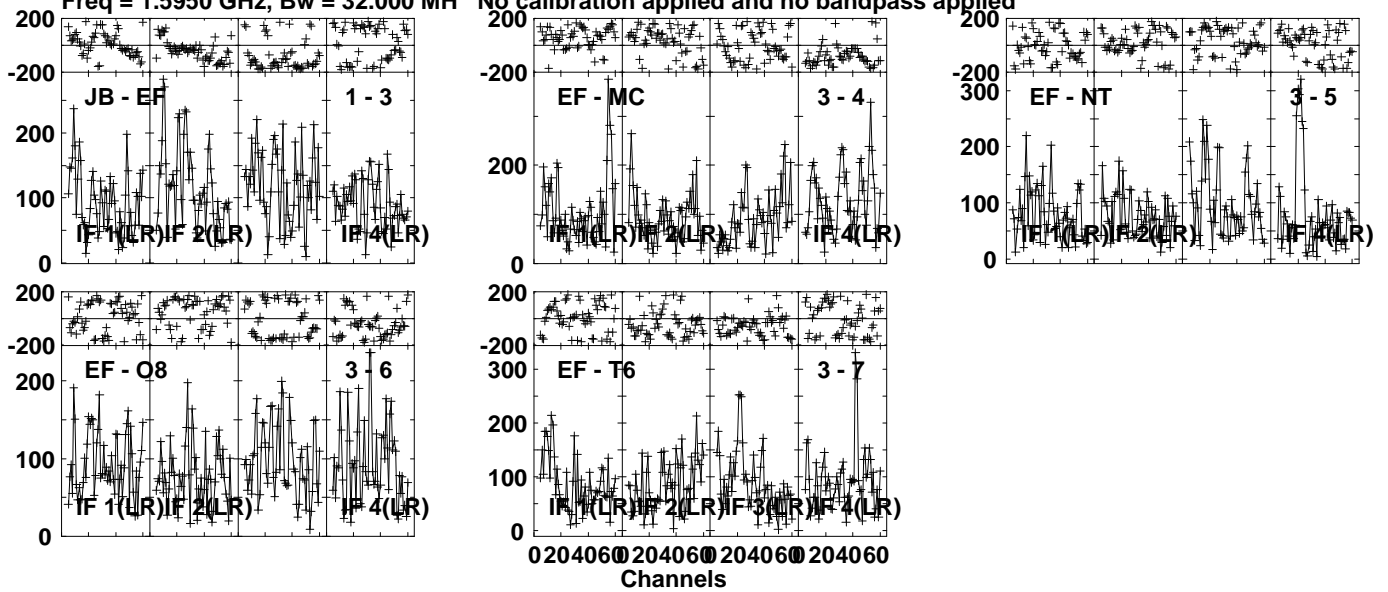 Freq = 1.5950 GHz, Bw = 32.000 MH No calibration applied and no bandpass applied
200
-200
JB - EF 1 - 3
200
100
0
IF 1(LR) IF 2(LR) IF 4(LR)
EF - MC 3 - 4
200
0
IF 1(LR) IF 2(LR) IF 4(LR)
200
-200
300
EF - NT 3 - 5
200
100
0
IF 1(LR) IF 2(LR) IF 4(LR)
200
-200
EF - O8 3 - 6
200
100
0
IF 1(LR) IF 2(LR) IF 4(LR)
EF - T6 3 - 7
300
200
100
0
IF 1(LR) IF 2(LR) IF 3(LR) IF 4(LR)
0 20 40 60 0 20 40 60 0 20 40 60 0 20 40 60
Channels